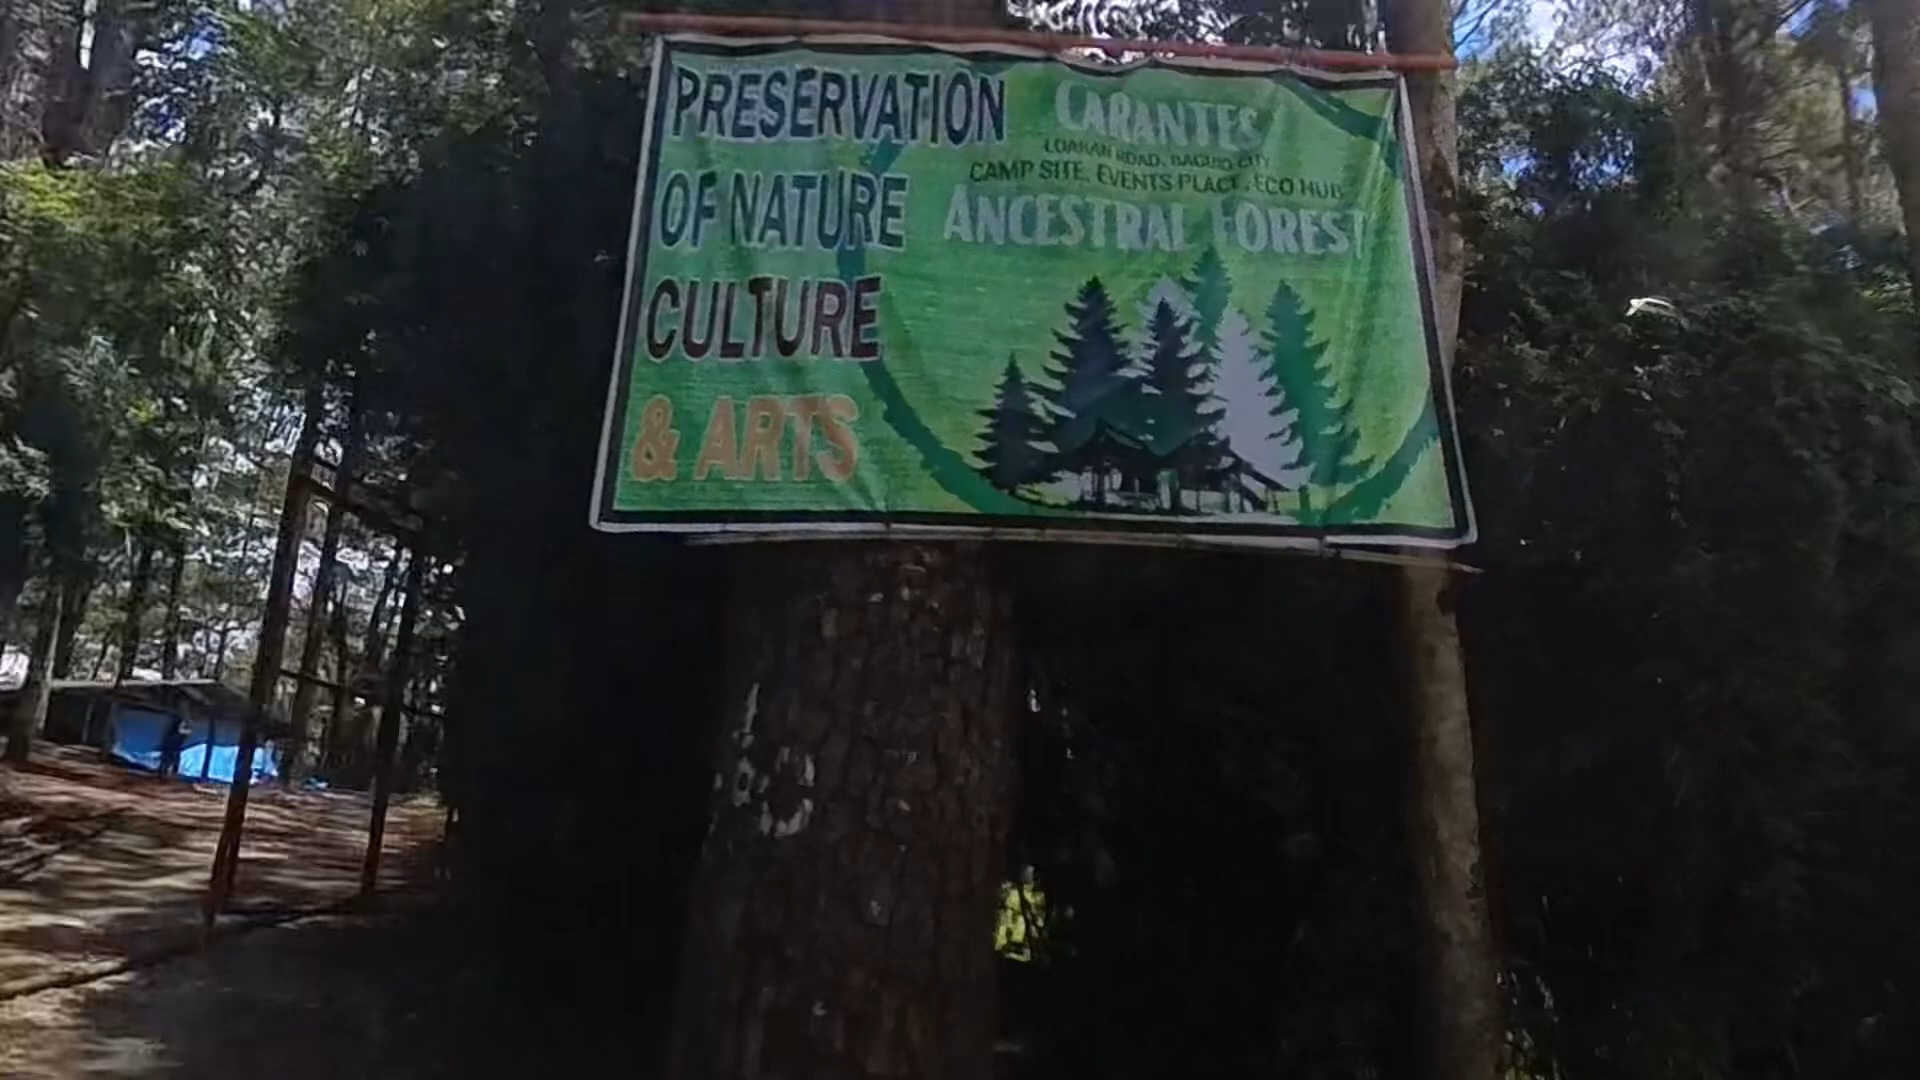 PRESERVATION
OF NATURE
CULTURE
& ARTS
CARANTES
LOAKAN ROAD, BAGUIO CITY
CAMP SITE, EVENTS PLACE, ECO HUB
ANCESTRAL FOREST